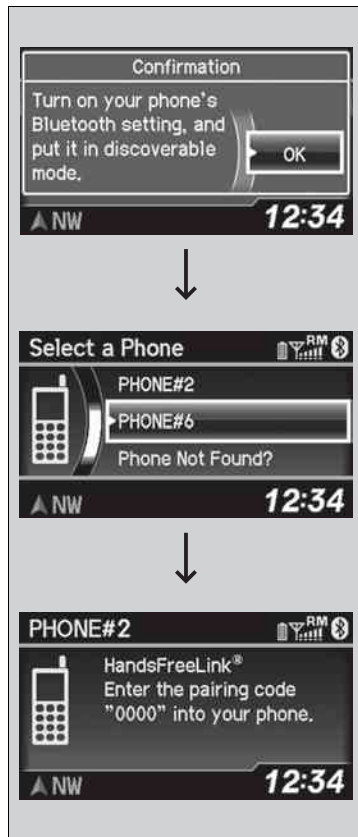 Confirmation
Turn on your phone's
Bluetooth setting, and
put it in discoverable
mode.
OK
NW
12:34
Select a Phone
RM
PHONE#2
PHONE#6
Phone Not Found?
NW
12:34
PHONE#2
RM
HandsFreeLink®
Enter the pairing code
"0000" into your phone.
NW
12:34